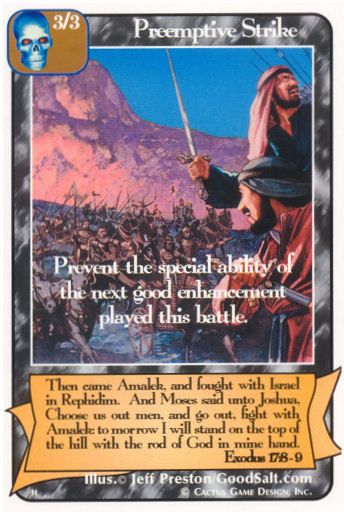 3/3
Preemptive Strike
Prevent the special ability of
the next good enhancement
played this battle.
Then came Amalek, and fought with Israel
in Rephidim. And Moses said unto Joshua,
Choose us out men, and go out, fight with
Amalek: to morrow I will stand on the top of
the hill with the rod of God in mine hand.
Exodus 17:8-9
Illus.© Jeff Preston/GoodSalt.com
H
© Cactus Game Design, Inc.